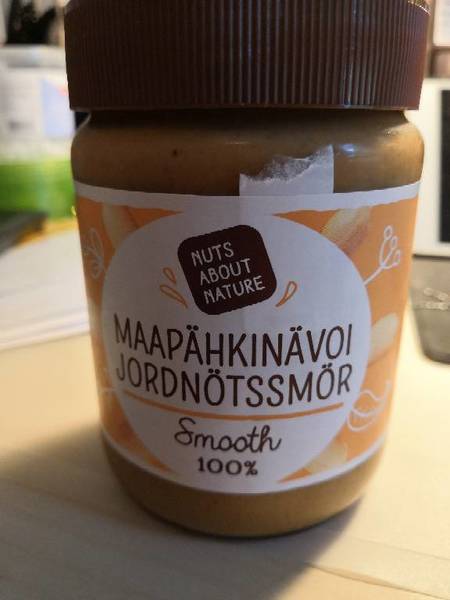 NUTS
ABOUT
NATURE
MAAPÄHKINÄVOI
JORDNÖTSSMÖR
Smooth
100%